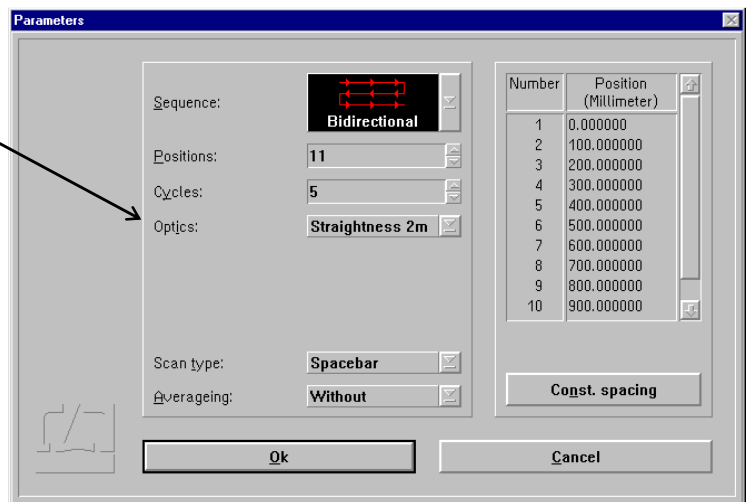 Parameters
Sequence:
Bidirectional
Positions:
11
Cycles:
5
Optics:
Straightness 2m
Scan type:
Spacebar
Averageing:
Without
Number Position
(Millimeter)
1 0.000000
2 100.000000
3 200.000000
4 300.000000
5 400.000000
6 500.000000
7 600.000000
8 700.000000
9 800.000000
10 900.000000
Const. spacing
Ok
Cancel